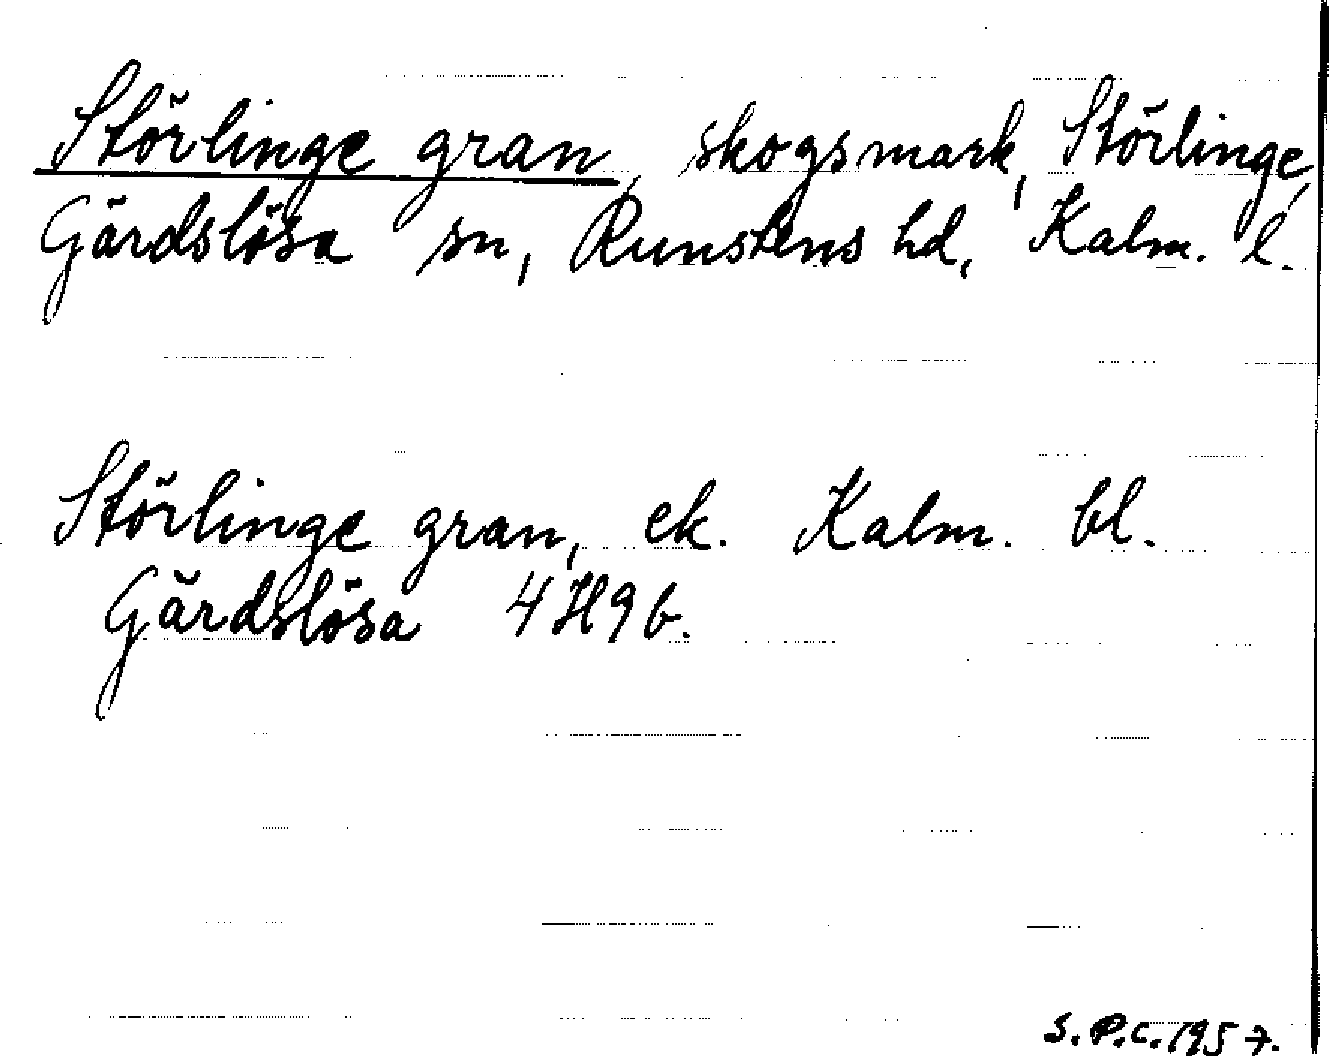 Störlinge gran, skogsmark, Störlinge,
Gärdslösa sn, Runstens hd, Kalm. l.
Störlinge gran, ek. Kalm. bl.
Gärdslösa 4H9b.
S.P.C. 1957.